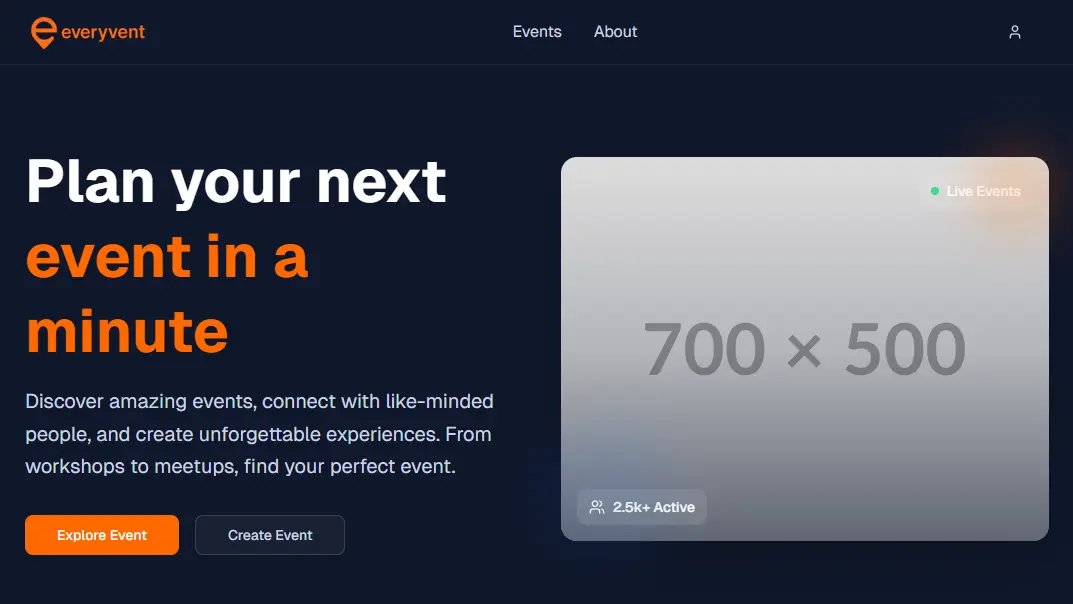 everyvent
Events
About
Plan your next
event in a
minute
Discover amazing events, connect with like-minded
people, and create unforgettable experiences. From
workshops to meetups, find your perfect event.
Explore Event
Create Event
Live Events
700 × 500
2.5k+ Active